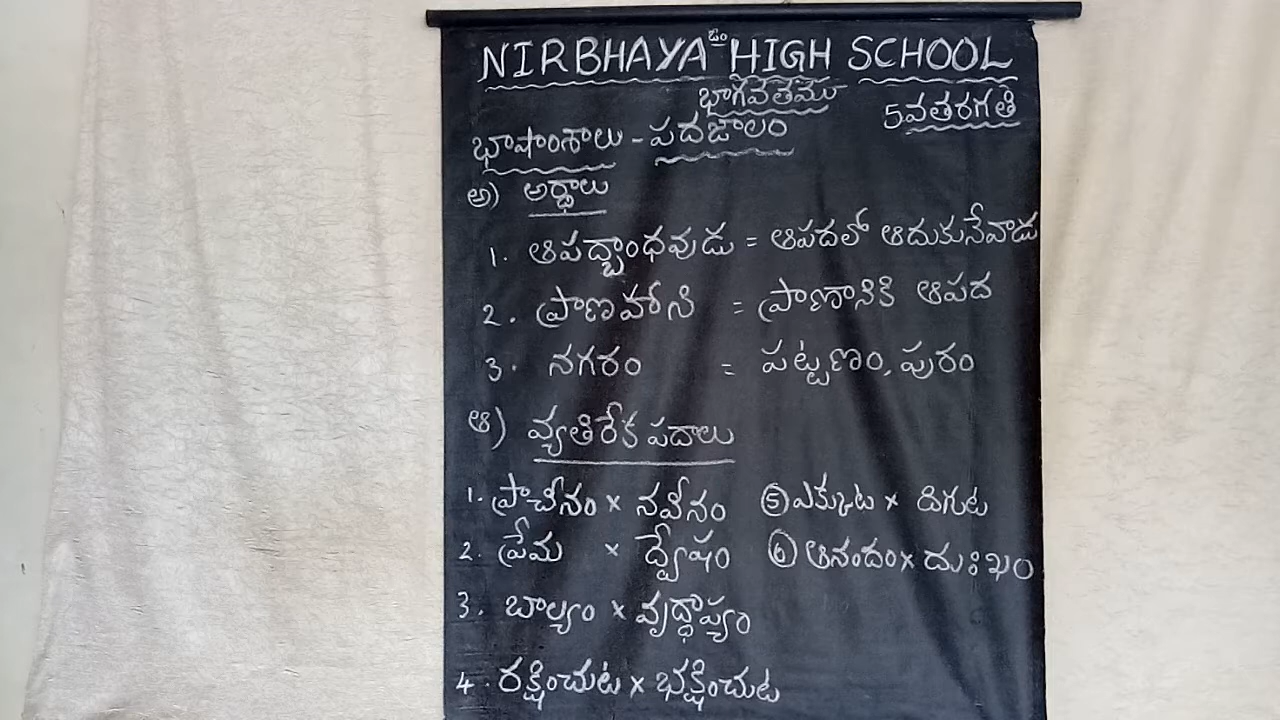 ఓం
NIRBHAYA HIGH SCHOOL
భాగవతము
5వతరగతి
భాషాంశాలు - పదజాలం
అ) అర్థాలు
1. ఆపద్బాంధవుడు = ఆపదలో ఆదుకునేవాడు
2. ప్రాణహాని = ప్రాణానికి ఆపద
3. నగరం = పట్టణం, పురం
ఆ) వ్యతిరేక పదాలు
1. ప్రాచీనం × నవీనం ⑤ ఎక్కుట × దిగుట
2. ప్రేమ × ద్వేషం ⑥ ఆనందం × దుఃఖం
3. బాల్యం × వృద్ధాప్యం
4. రక్షించుట × భక్షించుట